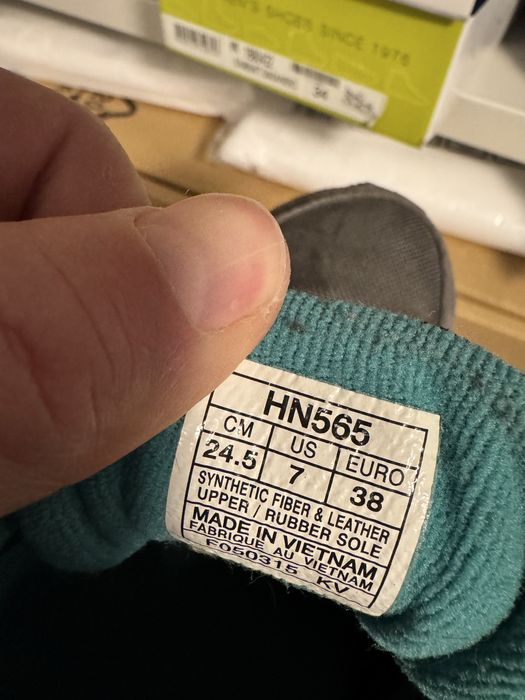 SHOES SINCE 1976
34
HN565
CM US EURO
24.5 7 38
SYNTHETIC FIBER & LEATHER
UPPER / RUBBER SOLE
MADE IN VIETNAM
FABRIQUE AU VIETNAM
F050315 KV